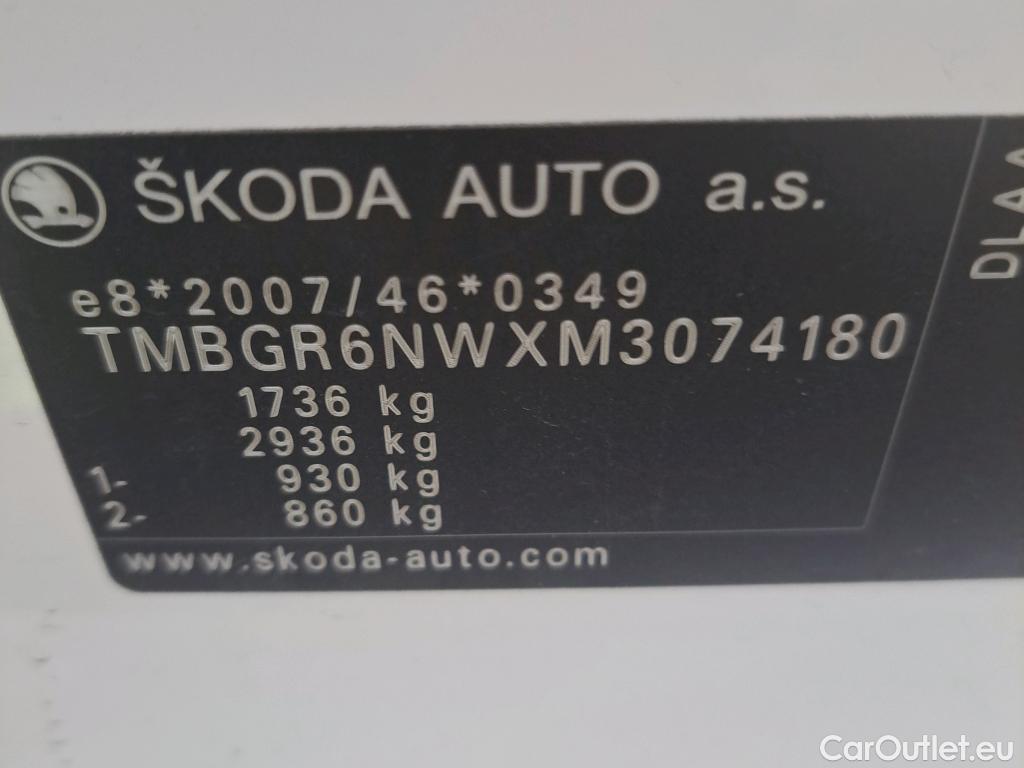 ŠKODA AUTO a.s.
e8*2007/46*0349
TMBGR6NWXM3074180
1736 kg
2936 kg
1- 930 kg
2- 860 kg
www.skoda-auto.com
DLAA
CarOutlet.eu